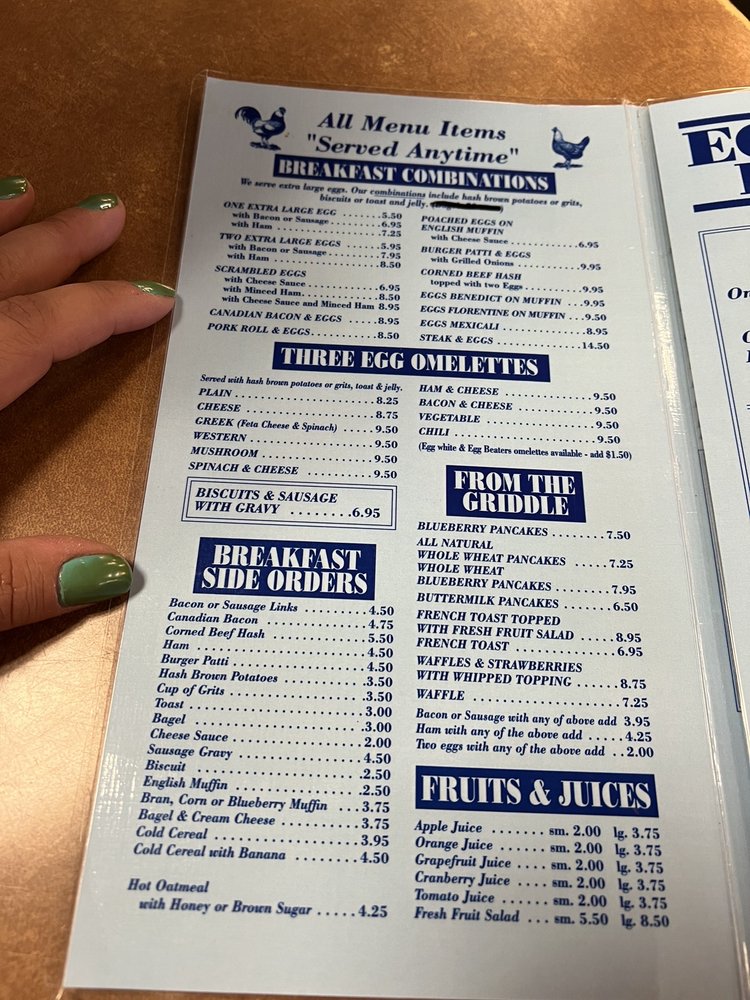 All Menu Items
"Served Anytime"
BREAKFAST COMBINATIONS
We serve extra large eggs. Our combinations include hash brown potatoes or grits,
biscuits or toast and jelly.
ONE EXTRA LARGE EGG .......5.50
with Bacon or Sausage.........6.95
with Ham .........................7.25
TWO EXTRA LARGE EGGS .......5.95
with Bacon or Sausage..........7.95
with Ham ..........................8.50
SCRAMBLED EGGS
with Cheese Sauce ...............6.95
with Minced Ham.................8.50
with Cheese Sauce and Minced Ham 8.95
CANADIAN BACON & EGGS .....8.95
PORK ROLL & EGGS..............8.50
POACHED EGGS ON
ENGLISH MUFFIN
with Cheese Sauce ..............6.95
BURGER PATTI & EGGS
with Grilled Onions .............9.95
CORNED BEEF HASH
topped with two Eggs...........9.95
EGGS BENEDICT ON MUFFIN ...9.95
EGGS FLORENTINE ON MUFFIN ...9.50
EGGS MEXICALI ..................8.95
STEAK & EGGS ...................14.50
THREE EGG OMELETTES
Served with hash brown potatoes or grits, toast & jelly.
PLAIN ............................8.25
CHEESE ..........................8.75
GREEK (Feta Cheese & Spinach) ......9.50
WESTERN ........................9.50
MUSHROOM .....................9.50
SPINACH & CHEESE ............9.50
HAM & CHEESE ..................9.50
BACON & CHEESE ...............9.50
VEGETABLE ......................9.50
CHILI .............................9.50
(Egg white & Egg Beaters omelettes available - add $1.50)
BISCUITS & SAUSAGE
WITH GRAVY ........6.95
FROM THE
GRIDDLE
BLUEBERRY PANCAKES ........7.50
ALL NATURAL
WHOLE WHEAT PANCAKES .....7.25
WHOLE WHEAT
BLUEBERRY PANCAKES ........7.95
BUTTERMILK PANCAKES .......6.50
FRENCH TOAST TOPPED
WITH FRESH FRUIT SALAD .....8.95
FRENCH TOAST ................6.95
WAFFLES & STRAWBERRIES
WITH WHIPPED TOPPING .......8.75
WAFFLE .......................7.25
Bacon or Sausage with any of above add 3.95
Ham with any of the above add .....4.25
Two eggs with any of the above add ..2.00
BREAKFAST
SIDE ORDERS
Bacon or Sausage Links ..........4.50
Canadian Bacon .................4.75
Corned Beef Hash ...............5.50
Ham ............................4.50
Burger Patti ....................4.50
Hash Brown Potatoes .............3.50
Cup of Grits .....................3.50
Toast ...........................3.00
Bagel ...........................3.00
Cheese Sauce ....................2.00
Sausage Gravy ...................4.50
Biscuit ..........................2.50
English Muffin ..................2.50
Bran, Corn or Blueberry Muffin ...3.75
Bagel & Cream Cheese ............3.75
Cold Cereal .....................3.95
Cold Cereal with Banana .........4.50
Hot Oatmeal
with Honey or Brown Sugar .....4.25
FRUITS & JUICES
Apple Juice ....... sm. 2.00 lg. 3.75
Orange Juice ...... sm. 2.00 lg. 3.75
Grapefruit Juice .... sm. 2.00 lg. 3.75
Cranberry Juice .... sm. 2.00 lg. 3.75
Tomato Juice ...... sm. 2.00 lg. 3.75
Fresh Fruit Salad ... sm. 5.50 lg. 8.50